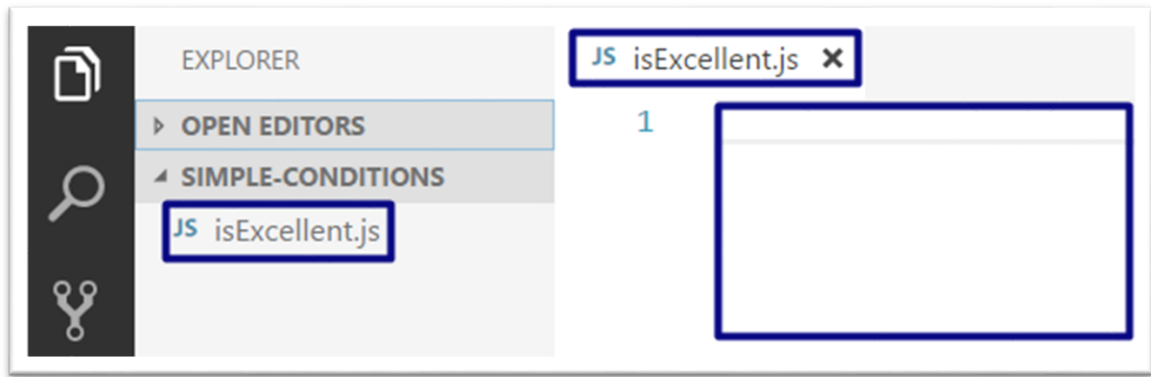 EXPLORER
OPEN EDITORS
SIMPLE-CONDITIONS
JS isExcellent.js
JS isExcellent.js
1